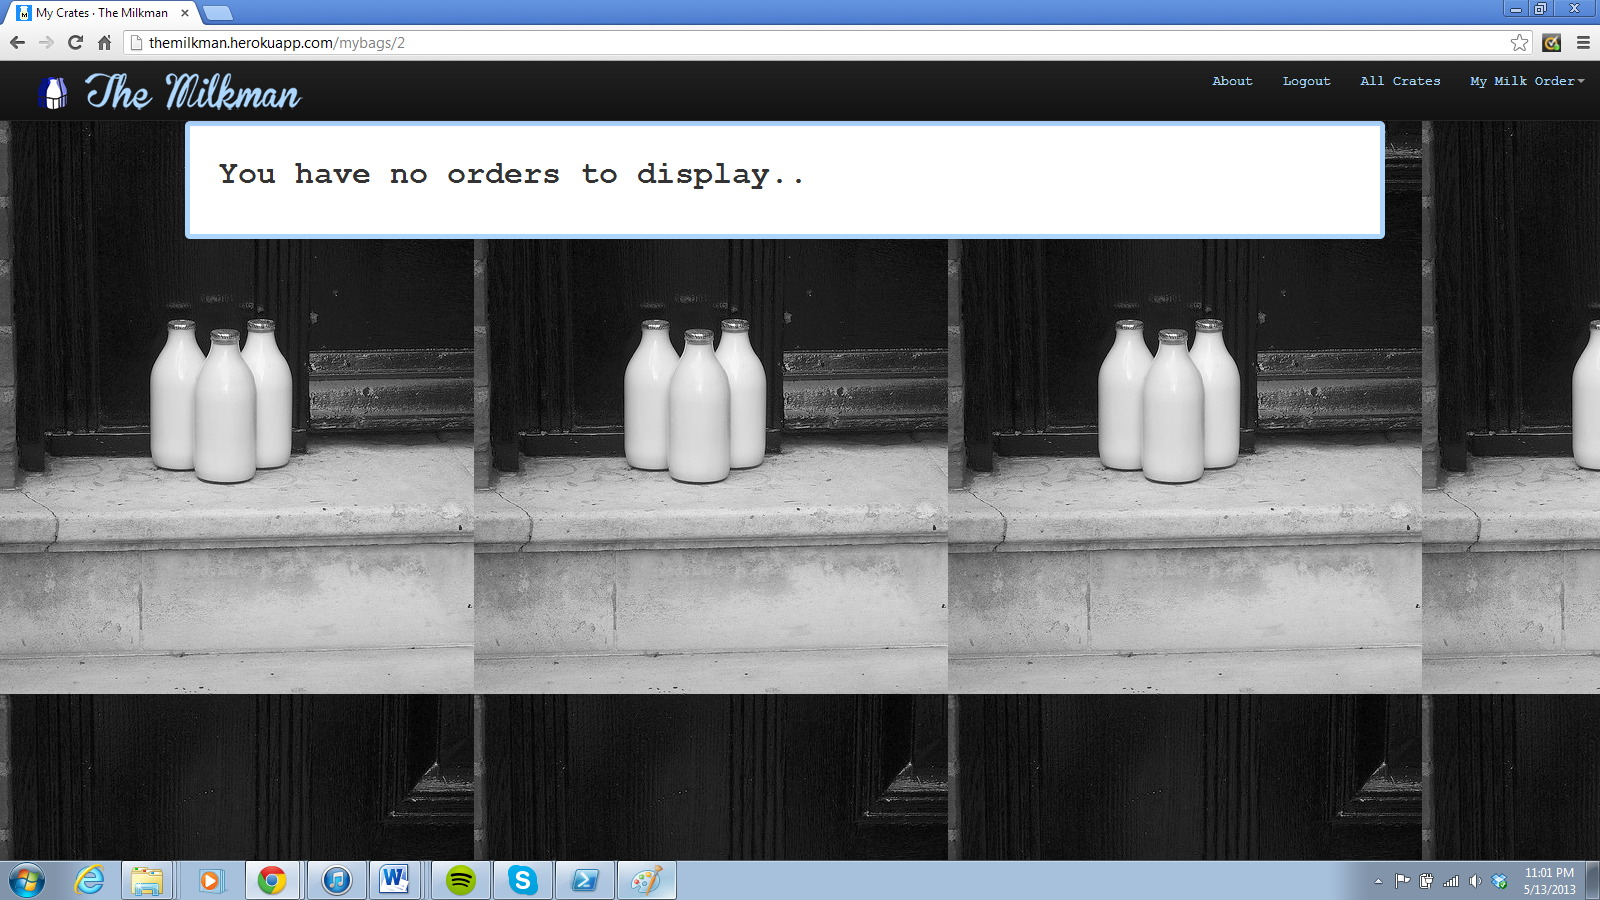 My Crates · The Milkman
themilkman.herokuapp.com/mybags/2
The Milkman
About Logout All Crates My Milk Order
You have no orders to display..
11:01 PM
5/13/2013